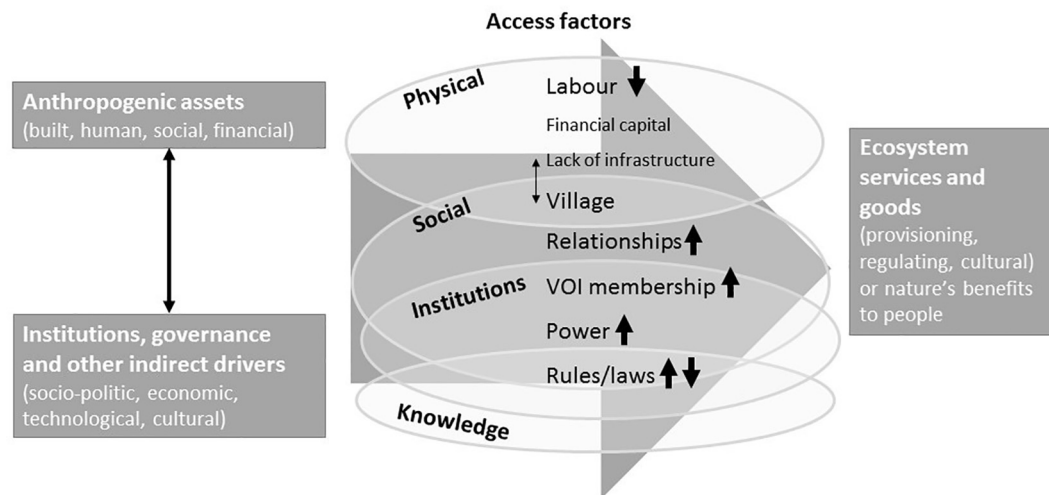 Access factors
Anthropogenic assets
(built, human, social, financial)
Institutions, governance
and other indirect drivers
(socio-politic, economic,
technological, cultural)
Physical
Social
Institutions
Knowledge
Labour
Financial capital
Lack of infrastructure
Village
Relationships
VOI membership
Power
Rules/laws
Ecosystem
services and
goods
(provisioning,
regulating, cultural)
or nature's benefits
to people